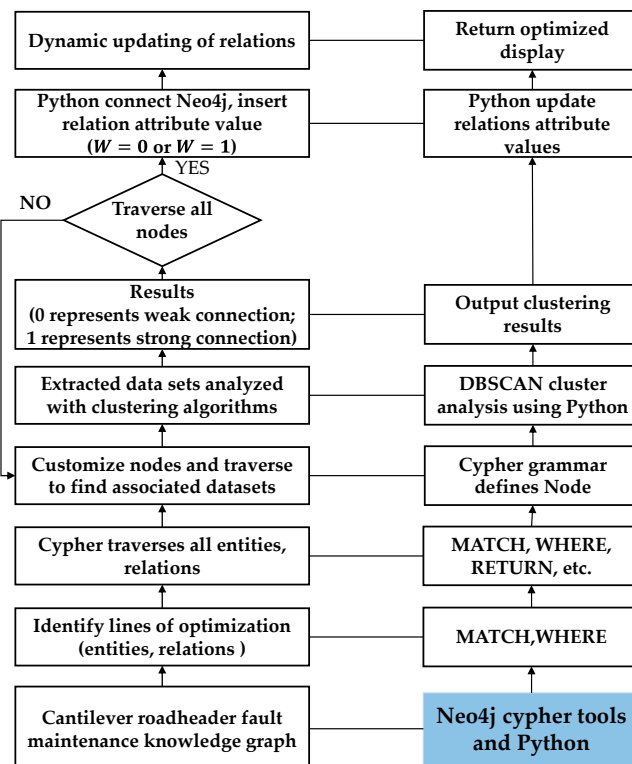 Dynamic updating of relations
Return optimized
display
Python connect Neo4j, insert
relation attribute value
(W = 0 or W = 1)
Python update
relations attribute
values
YES
NO
Traverse all
nodes
Results
(0 represents weak connection;
1 represents strong connection)
Output clustering
results
Extracted data sets analyzed
with clustering algorithms
DBSCAN cluster
analysis using Python
Customize nodes and traverse
to find associated datasets
Cypher grammar
defines Node
Cypher traverses all entities,
relations
MATCH, WHERE,
RETURN, etc.
Identify lines of optimization
(entities, relations )
MATCH,WHERE
Cantilever roadheader fault
maintenance knowledge graph
Neo4j cypher tools
and Python